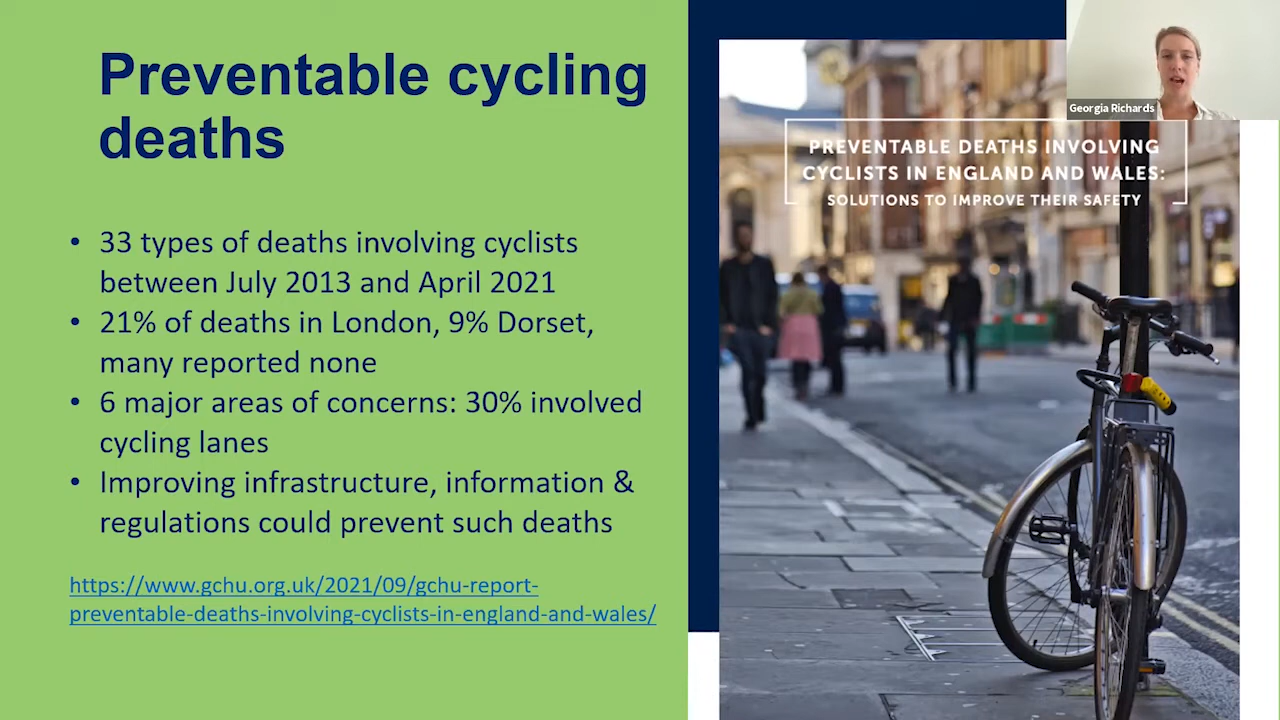 Preventable cycling
deaths
• 33 types of deaths involving cyclists
between July 2013 and April 2021
• 21% of deaths in London, 9% Dorset,
many reported none
• 6 major areas of concerns: 30% involved
cycling lanes
• Improving infrastructure, information &
regulations could prevent such deaths
https://www.gchu.org.uk/2021/09/gchu-report-
preventable-deaths-involving-cyclists-in-england-and-wales/
PREVENTABLE DEATHS INVOLVING
CYCLISTS IN ENGLAND AND WALES:
SOLUTIONS TO IMPROVE THEIR SAFETY
Georgia Richards